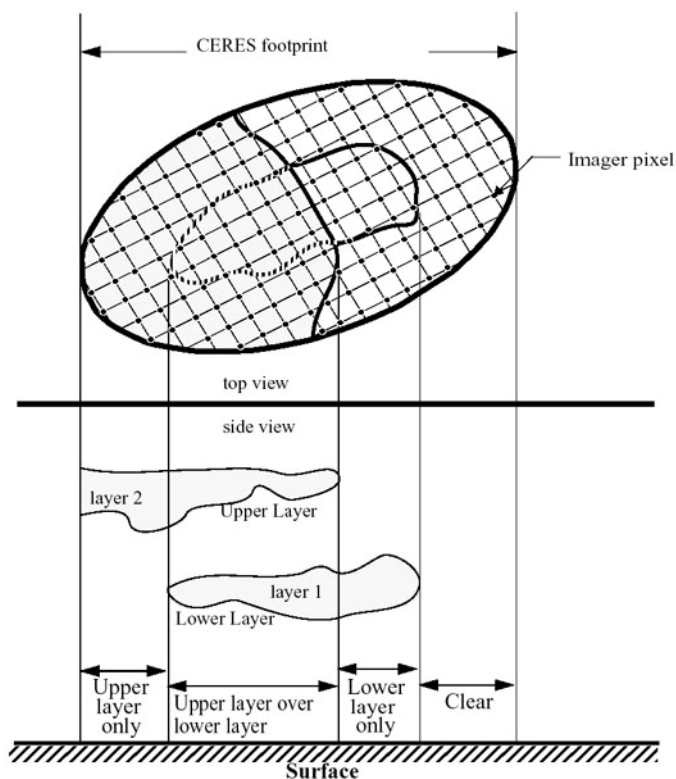 CERES footprint
Imager pixel
top view
side view
layer 2
Upper Layer
layer 1
Lower Layer
Upper
layer
only
Upper layer over
lower layer
Lower
layer
only
Clear
Surface